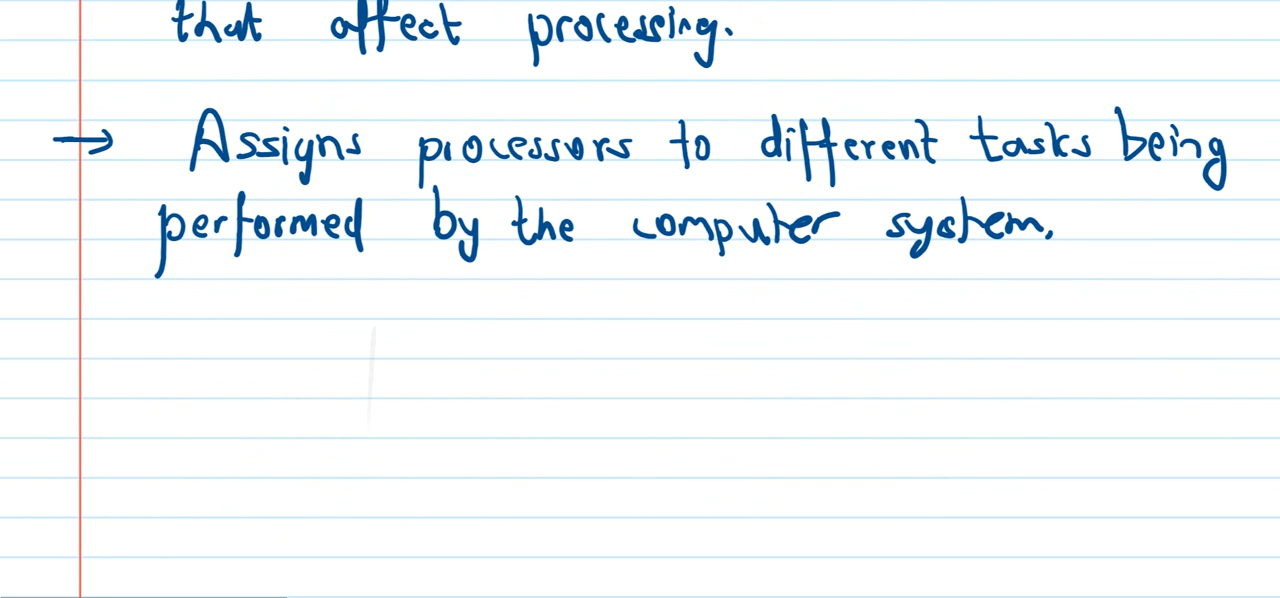 that affect processing.
→ Assigns processors to different tasks being
performed by the computer system.